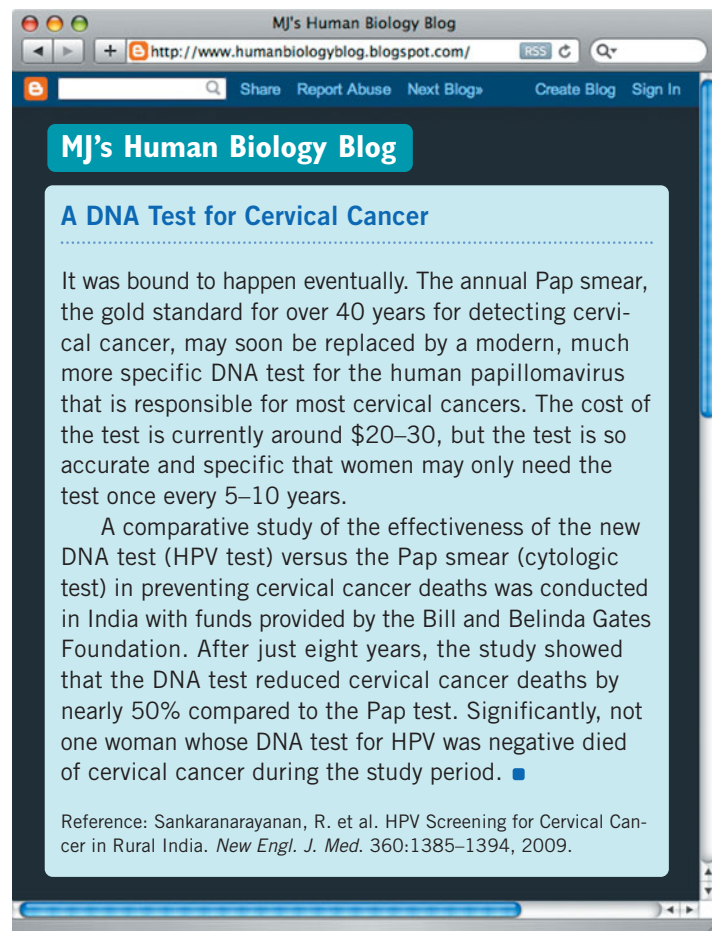 MJ's Human Biology Blog
http://www.humanbiologyblog.blogspot.com/ RSS
Share Report Abuse Next Blog» Create Blog Sign In
MJ's Human Biology Blog
A DNA Test for Cervical Cancer
It was bound to happen eventually. The annual Pap smear,
the gold standard for over 40 years for detecting cervi-
cal cancer, may soon be replaced by a modern, much
more specific DNA test for the human papillomavirus
that is responsible for most cervical cancers. The cost of
the test is currently around $20–30, but the test is so
accurate and specific that women may only need the
test once every 5–10 years.
A comparative study of the effectiveness of the new
DNA test (HPV test) versus the Pap smear (cytologic
test) in preventing cervical cancer deaths was conducted
in India with funds provided by the Bill and Belinda Gates
Foundation. After just eight years, the study showed
that the DNA test reduced cervical cancer deaths by
nearly 50% compared to the Pap test. Significantly, not
one woman whose DNA test for HPV was negative died
of cervical cancer during the study period.
Reference: Sankaranarayanan, R. et al. HPV Screening for Cervical Can-
cer in Rural India. New Engl. J. Med. 360:1385–1394, 2009.